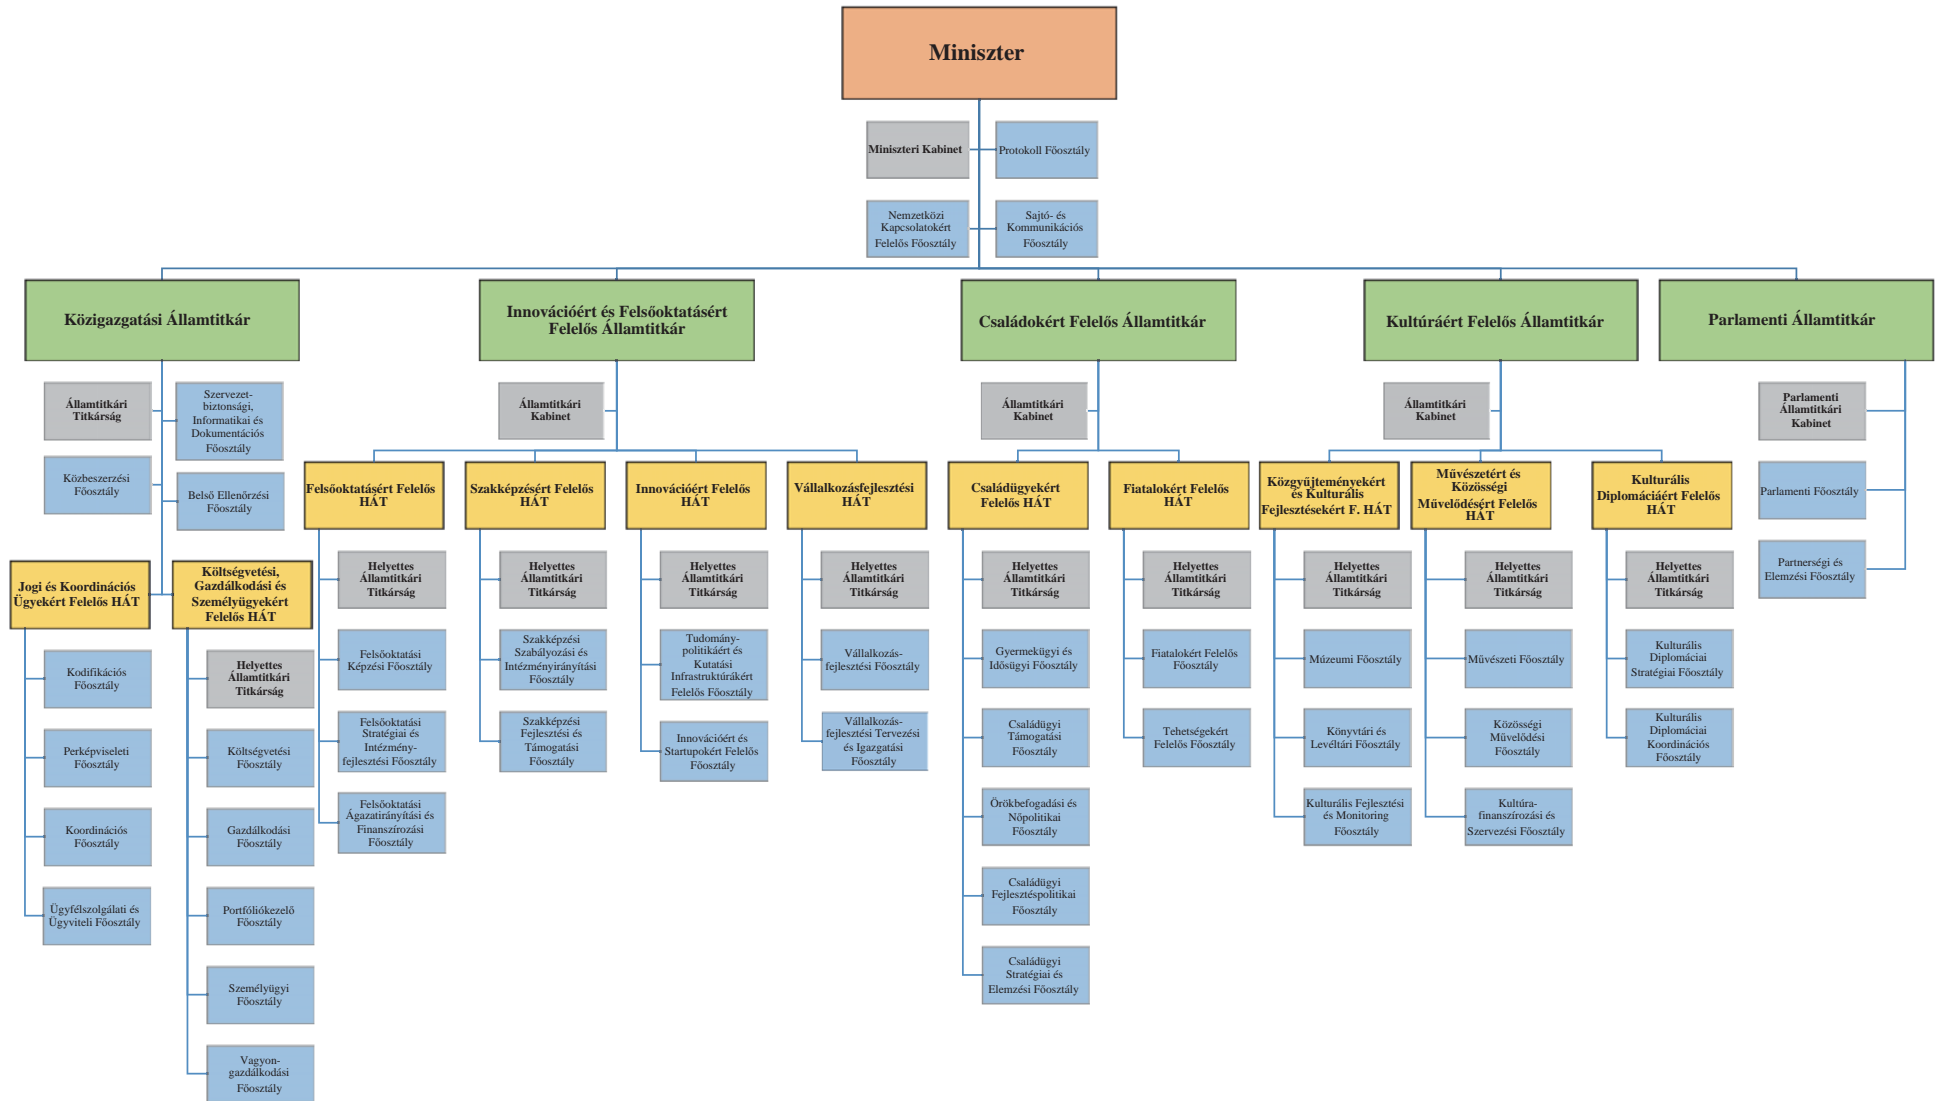 Miniszter
Miniszteri Kabinet
Protokoll Főosztály
Nemzetközi
Kapcsolatokért
Felelős Főosztály
Sajtó- és
Kommunikációs
Főosztály
Közigazgatási Államtitkár
Innovációért és Felsőoktatásért
Felelős Államtitkár
Családokért Felelős Államtitkár
Kultúráért Felelős Államtitkár
Parlamenti Államtitkár
Államtitkári
Titkárság
Szervezet-
biztonsági,
Informatikai és
Dokumentációs
Főosztály
Közbeszerzési
Főosztály
Belső Ellenőrzési
Főosztály
Jogi és Koordinációs
Ügyekért Felelős HÁT
Kodifikációs
Főosztály
Perképviseleti
Főosztály
Koordinációs
Főosztály
Ügyfélszolgálati és
Ügyviteli Főosztály
Költségvetési,
Gazdálkodási és
Személyügyekért
Felelős HÁT
Helyettes
Államtitkári
Titkárság
Költségvetési
Főosztály
Gazdálkodási
Főosztály
Portfóliókezelő
Főosztály
Személyügyi
Főosztály
Vagyon-
gazdálkodási
Főosztály
Államtitkári
Kabinet
Felsőoktatásért Felelős
HÁT
Helyettes
Államtitkári
Titkárság
Felsőoktatási
Képzési Főosztály
Felsőoktatási
Stratégiai és
Intézmény-
fejlesztési Főosztály
Felsőoktatási
Ágazatirányítási és
Finanszírozási
Főosztály
Szakképzésért Felelős
HÁT
Helyettes
Államtitkári
Titkárság
Szakképzési
Szabályozási és
Intézményirányítási
Főosztály
Szakképzési
Fejlesztési és
Támogatási
Főosztály
Innovációért Felelős
HÁT
Helyettes
Államtitkári
Titkárság
Tudomány-
politikáért és
Kutatási
Infrastruktúrákért
Felelős Főosztály
Innovációért és
Startupokért Felelős
Főosztály
Vállalkozásfejlesztési
HÁT
Helyettes
Államtitkári
Titkárság
Vállalkozás-
fejlesztési Főosztály
Vállalkozás-
fejlesztési Tervezési
és Igazgatási
Főosztály
Államtitkári
Kabinet
Családügyekért
Felelős HÁT
Helyettes
Államtitkári
Titkárság
Gyermekügyi és
Idősügyi Főosztály
Családügyi
Támogatási
Főosztály
Örökbefogadási és
Nőpolitikai
Főosztály
Családügyi
Fejlesztéspolitikai
Főosztály
Családügyi
Stratégiai és
Elemzési Főosztály
Fiatalokért Felelős
HÁT
Helyettes
Államtitkári
Titkárság
Fiatalokért Felelős
Főosztály
Tehetségekért
Felelős Főosztály
Államtitkári
Kabinet
Közgyűjteményekért
és Kulturális
Fejlesztésekért F. HÁT
Helyettes
Államtitkári
Titkárság
Múzeumi Főosztály
Könyvtári és
Levéltári Főosztály
Kulturális Fejlesztési
és Monitoring
Főosztály
Művészetért és
Közösségi
Művelődésért Felelős
HÁT
Helyettes
Államtitkári
Titkárság
Művészeti Főosztály
Közösségi
Művelődési
Főosztály
Kultúra-
finanszírozási és
Szervezési Főosztály
Kulturális
Diplomáciáért Felelős
HÁT
Helyettes
Államtitkári
Titkárság
Kulturális
Diplomáciai
Stratégiai Főosztály
Kulturális
Diplomáciai
Koordinációs
Főosztály
Parlamenti
Államtitkári
Kabinet
Parlamenti Főosztály
Partnerségi és
Elemzési Főosztály